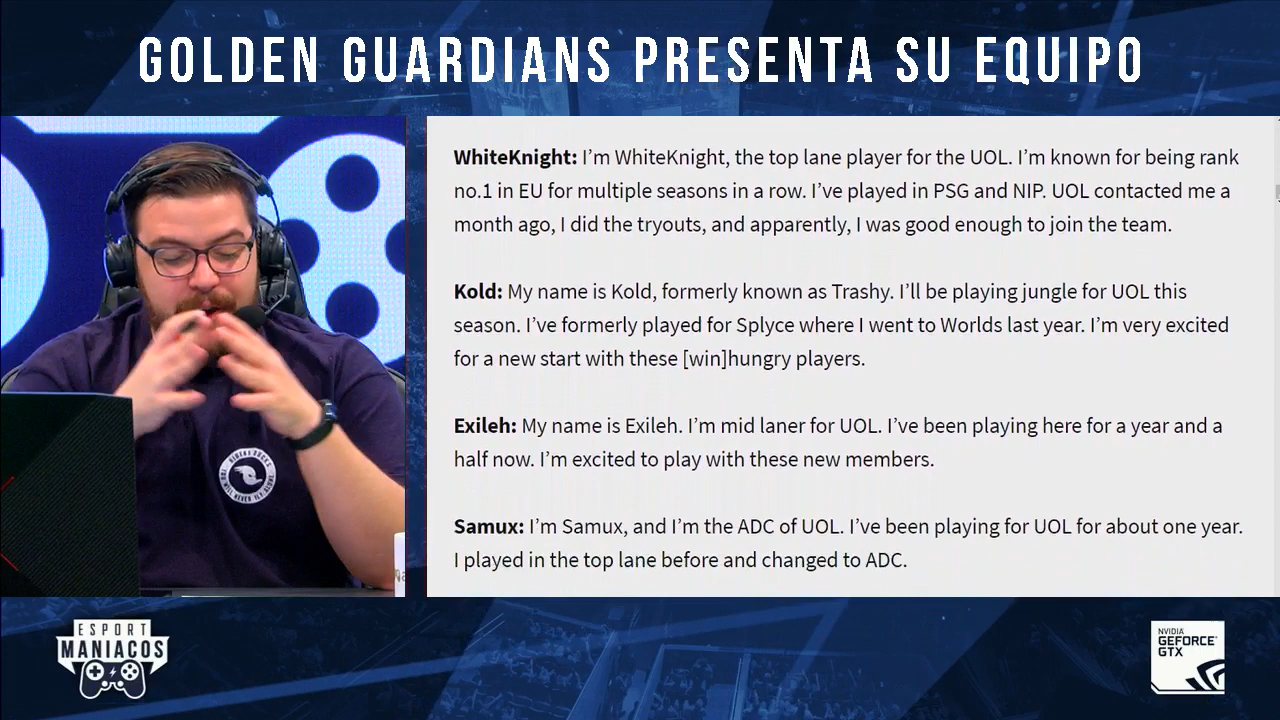 GOLDEN GUARDIANS PRESENTA SU EQUIPO
WhiteKnight: I’m WhiteKnight, the top lane player for the UOL. I’m known for being rank
no.1 in EU for multiple seasons in a row. I’ve played in PSG and NIP. UOL contacted me a
month ago, I did the tryouts, and apparently, I was good enough to join the team.
Kold: My name is Kold, formerly known as Trashy. I’ll be playing jungle for UOL this
season. I’ve formerly played for Splyce where I went to Worlds last year. I’m very excited
for a new start with these [win]hungry players.
Exileh: My name is Exileh. I’m mid laner for UOL. I’ve been playing here for a year and a
half now. I’m excited to play with these new members.
Samux: I’m Samux, and I’m the ADC of UOL. I’ve been playing for UOL for about one year.
I played in the top lane before and changed to ADC.
ESPORT
MANIACOS
NVIDIA
GEFORCE
GTX